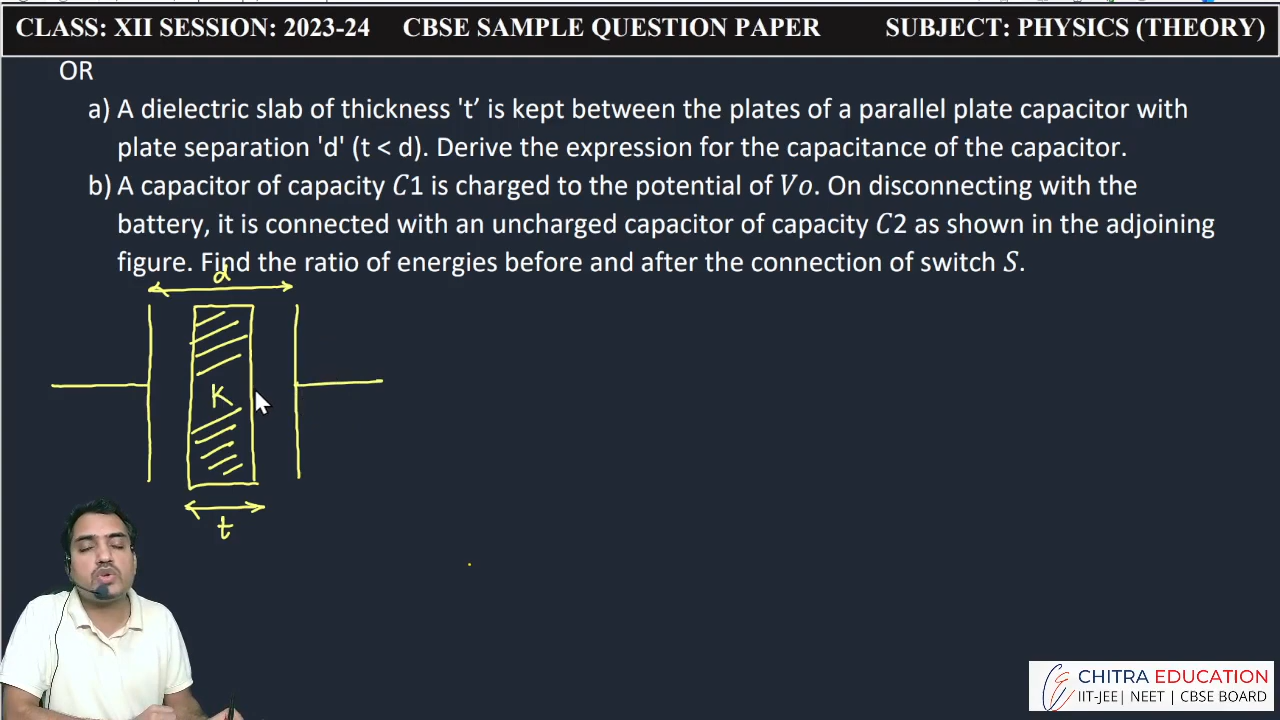 CLASS: XII SESSION: 2023-24 CBSE SAMPLE QUESTION PAPER SUBJECT: PHYSICS (THEORY)
OR
a) A dielectric slab of thickness 't’ is kept between the plates of a parallel plate capacitor with
plate separation 'd' (t < d). Derive the expression for the capacitance of the capacitor.
b) A capacitor of capacity C1 is charged to the potential of Vo. On disconnecting with the
battery, it is connected with an uncharged capacitor of capacity C2 as shown in the adjoining
figure. Find the ratio of energies before and after the connection of switch S.
d
K
t
CHITRA EDUCATION
IIT-JEE| NEET | CBSE BOARD